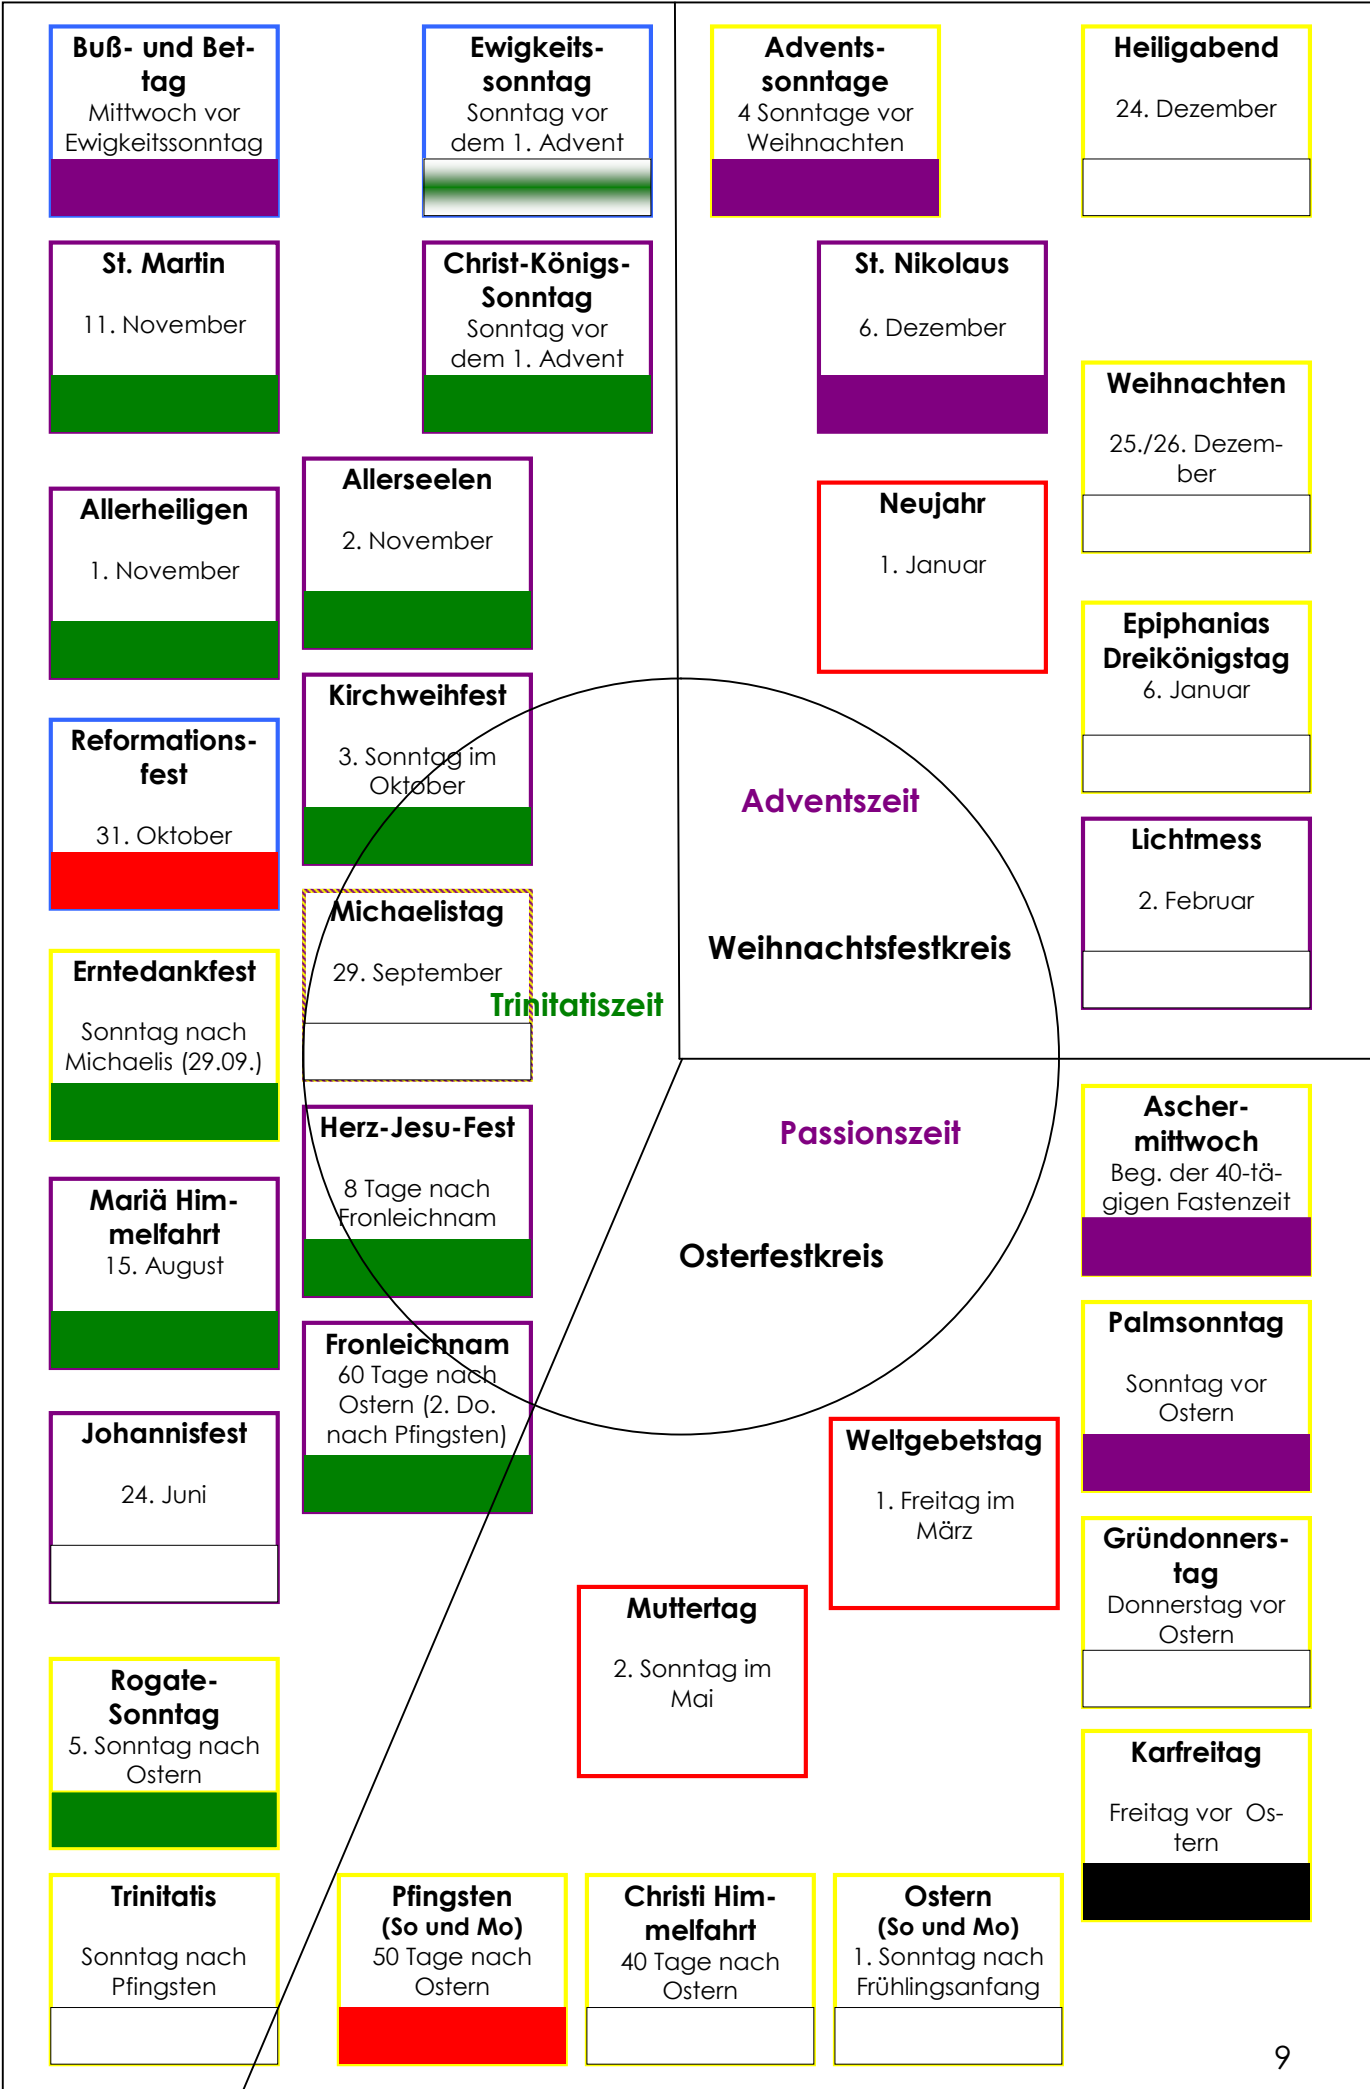 Buß- und Bet-
tag
Mittwoch vor
Ewigkeitssonntag
Ewigkeits-
sonntag
Sonntag vor
dem 1. Advent
Advents-
sonntage
4 Sonntage vor
Weihnachten
Heiligabend
24. Dezember
St. Martin
11. November
Christ-Königs-
Sonntag
Sonntag vor
dem 1. Advent
St. Nikolaus
6. Dezember
Weihnachten
25./26. Dezem-
ber
Allerheiligen
1. November
Allerseelen
2. November
Neujahr
1. Januar
Epiphanias
Dreikönigstag
6. Januar
Reformations-
fest
31. Oktober
Kirchweihfest
3. Sonntag im
Oktober
Adventszeit
Lichtmess
2. Februar
Michaelistag
29. September
Weihnachtsfestkreis
Trinitatiszeit
Erntedankfest
Sonntag nach
Michaelis (29.09.)
Herz-Jesu-Fest
8 Tage nach
Fronleichnam
Passionszeit
Ascher-
mittwoch
Beg. der 40-tä-
gigen Fastenzeit
Mariä Him-
melfahrt
15. August
Osterfestkreis
Fronleichnam
60 Tage nach
Ostern (2. Do.
nach Pfingsten)
Palmsonntag
Sonntag vor
Ostern
Johannisfest
24. Juni
Weltgebetstag
1. Freitag im
März
Gründonners-
tag
Donnerstag vor
Ostern
Muttertag
2. Sonntag im
Mai
Rogate-
Sonntag
5. Sonntag nach
Ostern
Karfreitag
Freitag vor  Os-
tern
Trinitatis
Sonntag nach
Pfingsten
Pfingsten
(So und Mo)
50 Tage nach
Ostern
Christi Him-
melfahrt
40 Tage nach
Ostern
Ostern
(So und Mo)
1. Sonntag nach
Frühlingsanfang
9